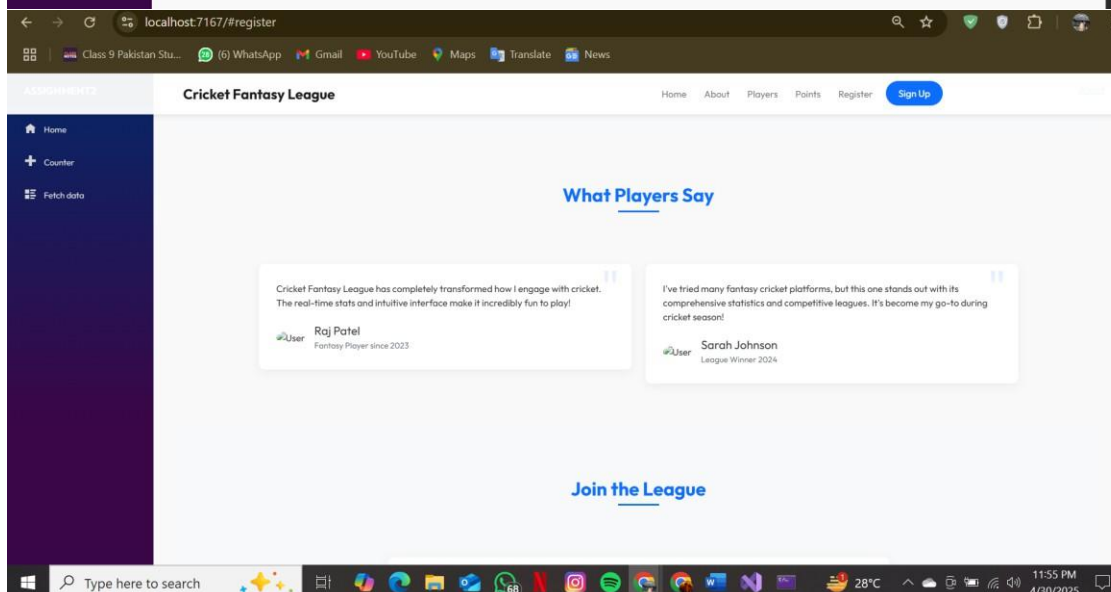 localhost:7167/#register
Class 9 Pakistan Stu...
(6) WhatsApp
Gmail
YouTube
Maps
Translate
News
ASSIGNMENT2
Cricket Fantasy League
Home
About
Players
Points
Register
Sign Up
Home
Counter
Fetch data
What Players Say
Cricket Fantasy League has completely transformed how I engage with cricket.
The real-time stats and intuitive interface make it incredibly fun to play!
User
Raj Patel
Fantasy Player since 2023
I've tried many fantasy cricket platforms, but this one stands out with its
comprehensive statistics and competitive leagues. It's become my go-to during
cricket season!
User
Sarah Johnson
League Winner 2024
Join the League
Type here to search
68
28°C
11:55 PM
4/30/2025